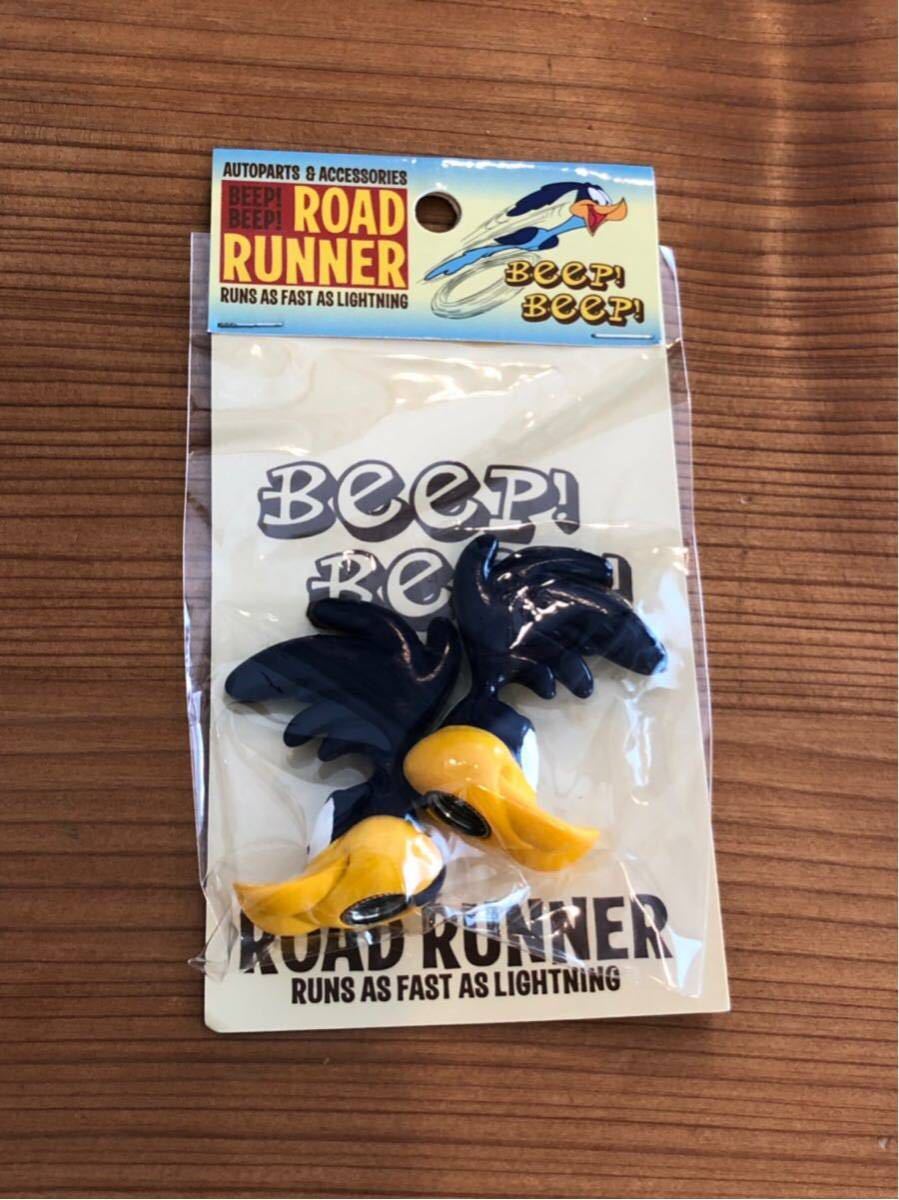 AUTOPARTS & ACCESSORIES
BEEP!
BEEP!
ROAD
RUNNER
RUNS AS FAST AS LIGHTNING
BEEP!
BEEP!
BEEP!
ROAD RUNNER
RUNS AS FAST AS LIGHTNING